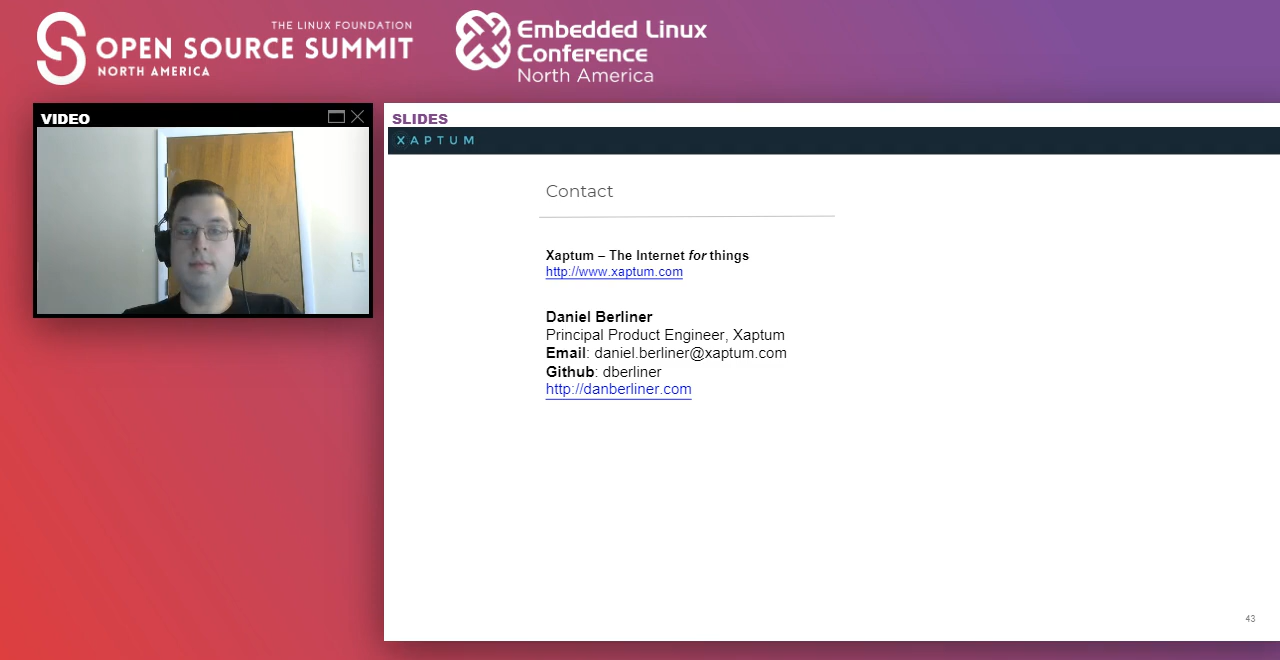 THE LINUX FOUNDATION
OPEN SOURCE SUMMIT
NORTH AMERICA
Embedded Linux
Conference
North America
VIDEO
SLIDES
XAPTUM
Contact
Xaptum – The Internet for things
http://www.xaptum.com
Daniel Berliner
Principal Product Engineer, Xaptum
Email: daniel.berliner@xaptum.com
Github: dberliner
http://danberliner.com
43